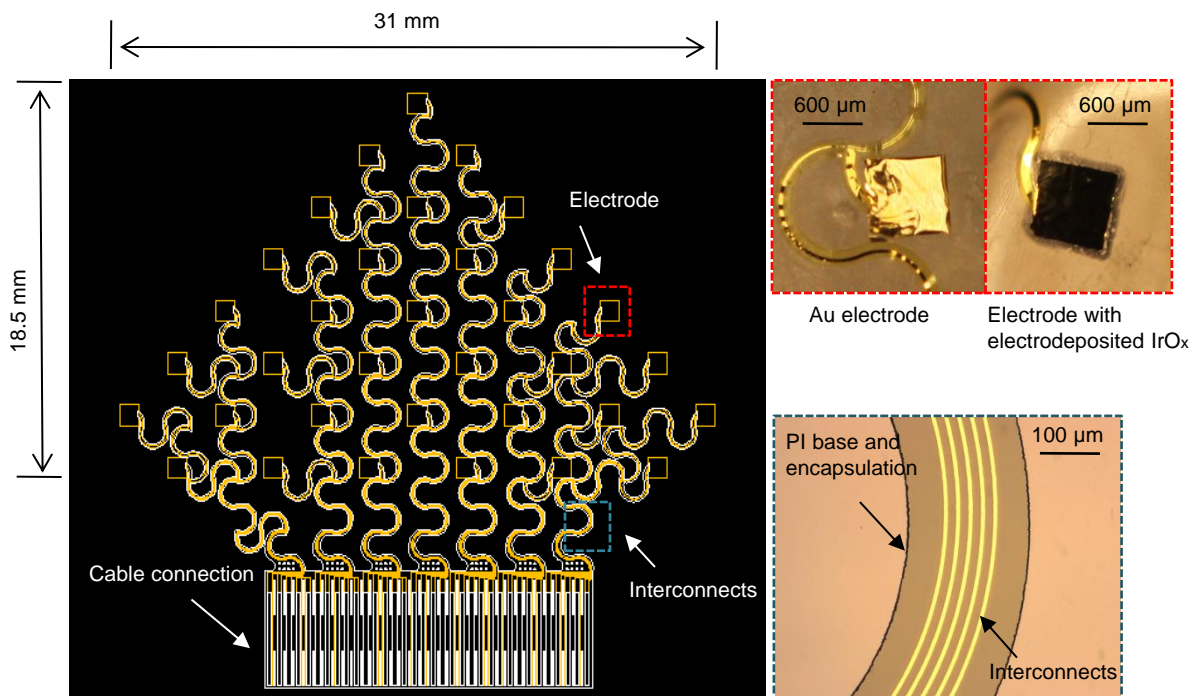 31 mm
18.5 mm
Electrode
Cable connection
Interconnects
600 µm
600 µm
Au electrode
Electrode with
electrodeposited IrOx
PI base and
encapsulation
100 µm
Interconnects